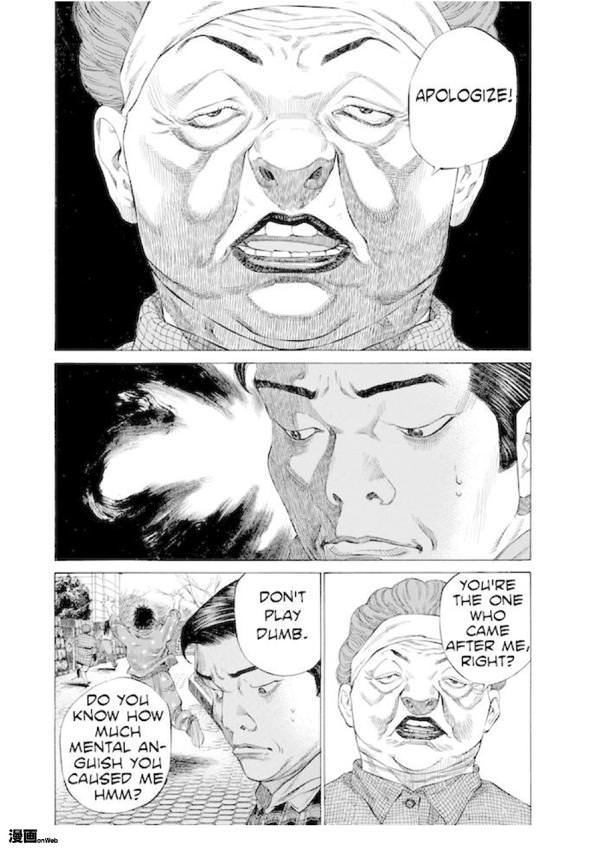 APOLOGIZE!
YOU'RE
THE ONE
WHO
CAME
AFTER ME,
RIGHT?
DON'T
PLAY
DUMB.
DO YOU
KNOW HOW
MUCH
MENTAL AN-
GUISH YOU
CAUSED ME
HMM?
漫画onWeb